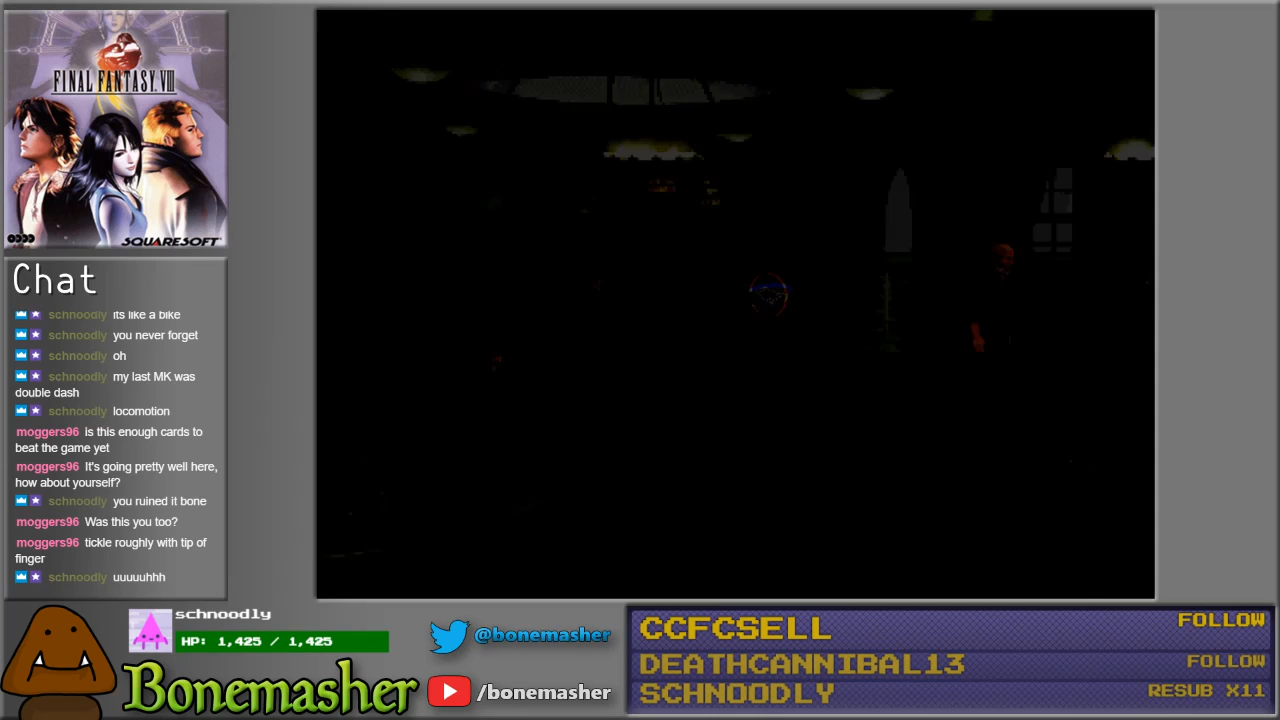 FINAL FANTASY VIII
SQUARESOFT
Chat
schnoodly its like a bike
schnoodly you never forget
schnoodly oh
schnoodly my last MK was
double dash
schnoodly locomotion
moggers96 is this enough cards to
beat the game yet
moggers96 It's going pretty well here,
how about yourself?
schnoodly you ruined it bone
moggers96 Was this you too?
moggers96 tickle roughly with tip of
finger
schnoodly uuuuuhhh
schnoodly
HP: 1,425 / 1,425
Bonemasher
@bonemasher
/bonemasher
CCFCSELL FOLLOW
DEATHCANNIBAL13 FOLLOW
SCHNOODLY RESUB X11